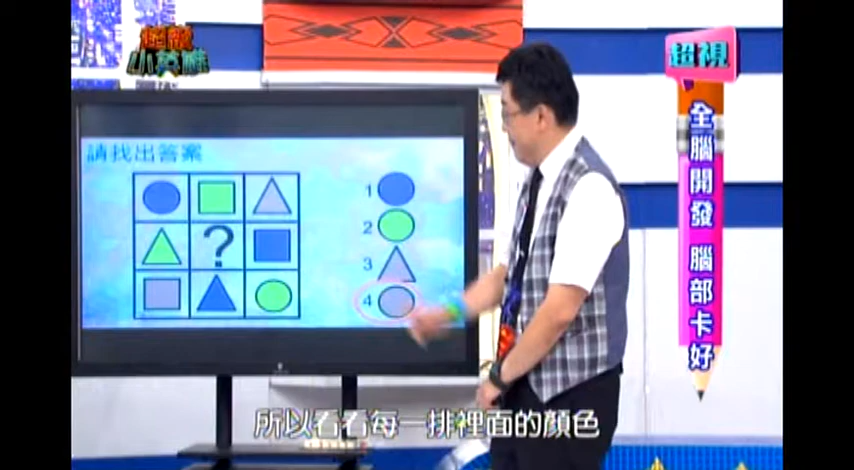 超級
小英雄
超視
全腦開發 腦部卡好
請找出答案
?
1
2
3
4
所以看看每一排裡面的顏色